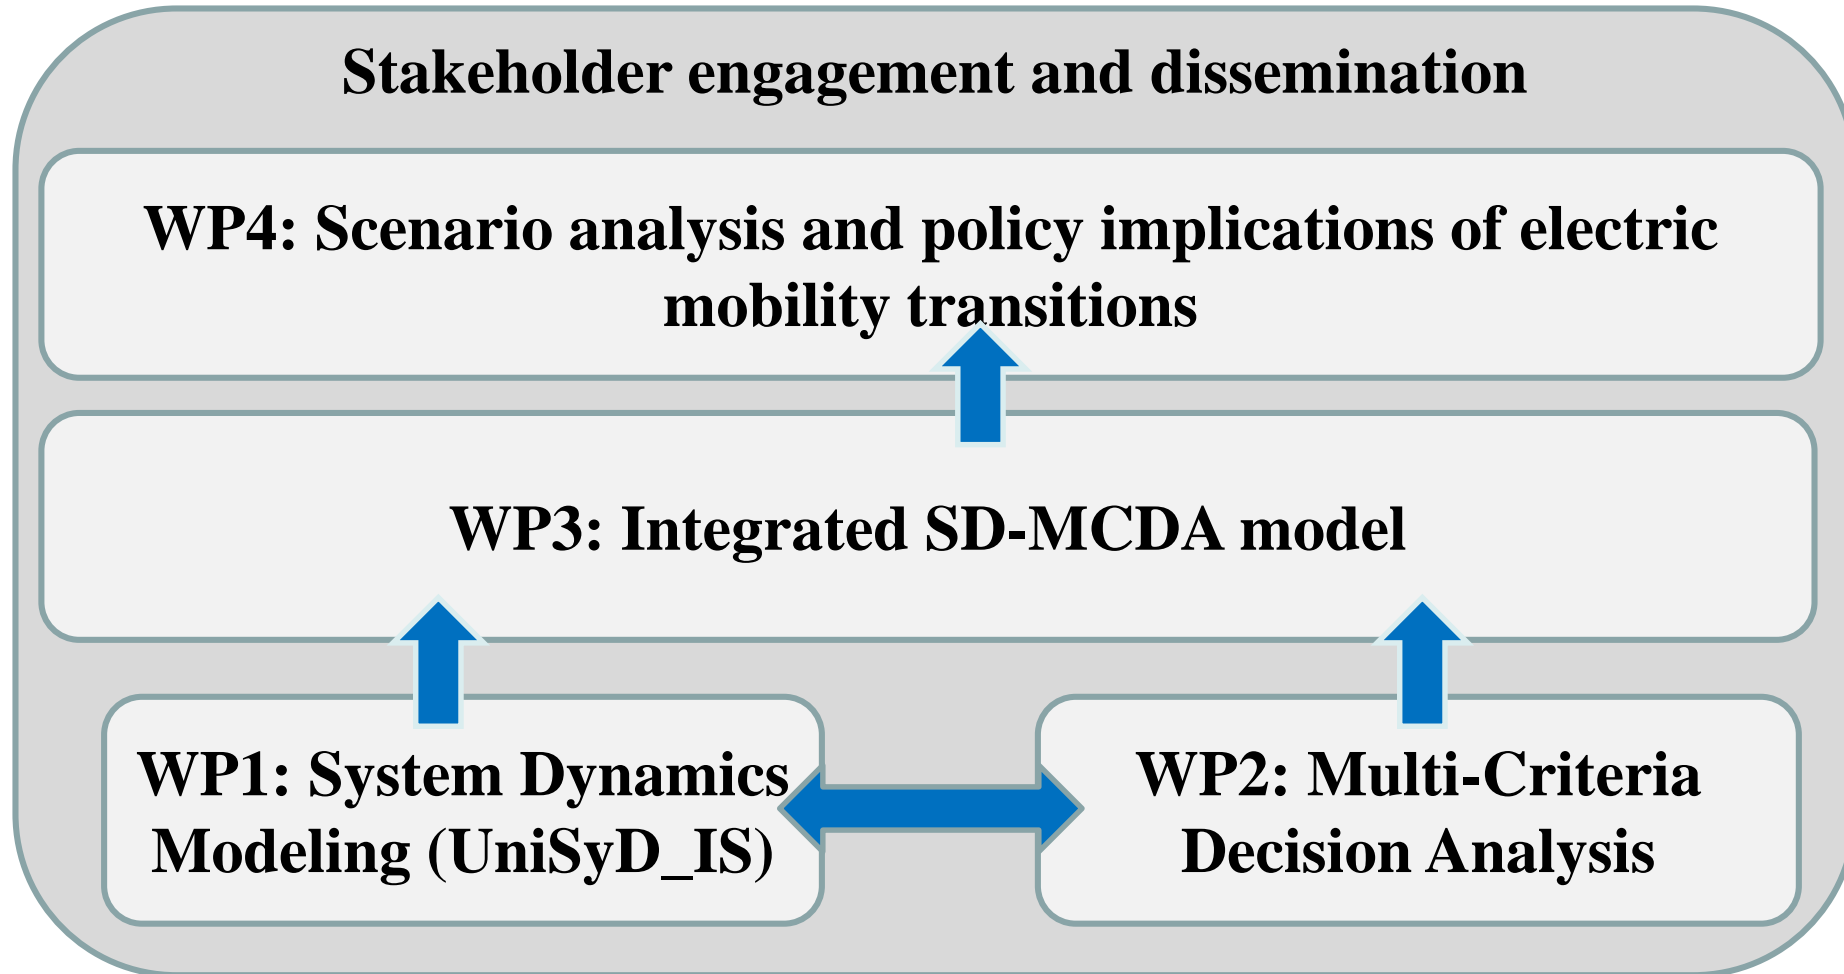 Stakeholder engagement and dissemination
WP4: Scenario analysis and policy implications of electric
mobility transitions
WP3: Integrated SD-MCDA model
WP1: System Dynamics
Modeling (UniSyD_IS)
WP2: Multi-Criteria
Decision Analysis